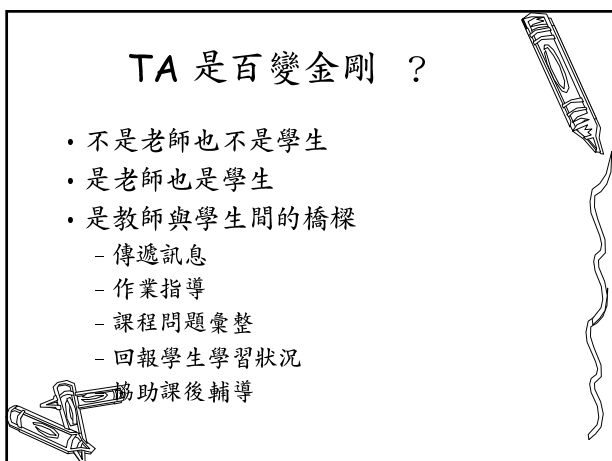 TA 是百變金剛 ?
• 不是老師也不是學生
• 是老師也是學生
• 是教師與學生間的橋樑
– 傳遞訊息
– 作業指導
– 課程問題彙整
– 回報學生學習狀況
協助課後輔導